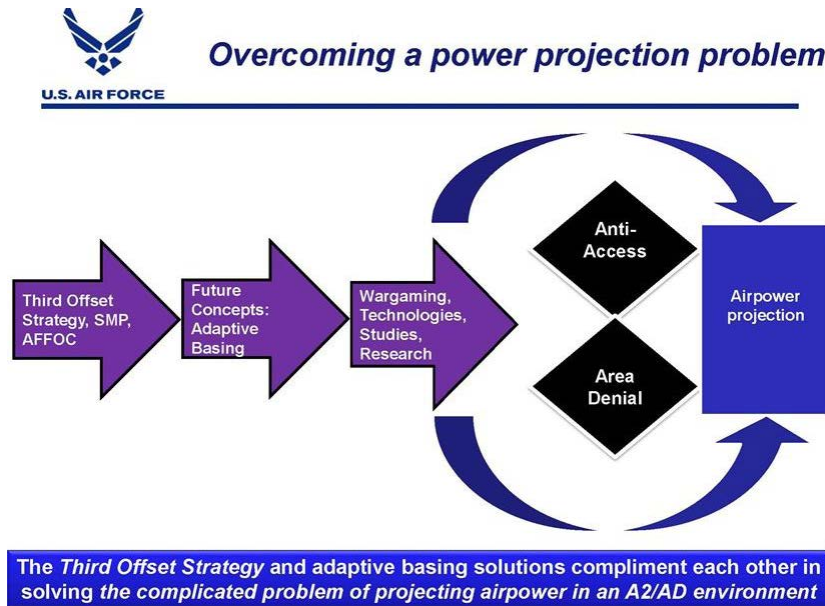 Overcoming a power projection problem
U.S. AIR FORCE
Third Offset
Strategy, SMP,
AFFOC
Future
Concepts:
Adaptive
Basing
Wargaming,
Technologies,
Studies,
Research
Anti-
Access
Area
Denial
Airpower
projection
The Third Offset Strategy and adaptive basing solutions compliment each other in
solving the complicated problem of projecting airpower in an A2/AD environment